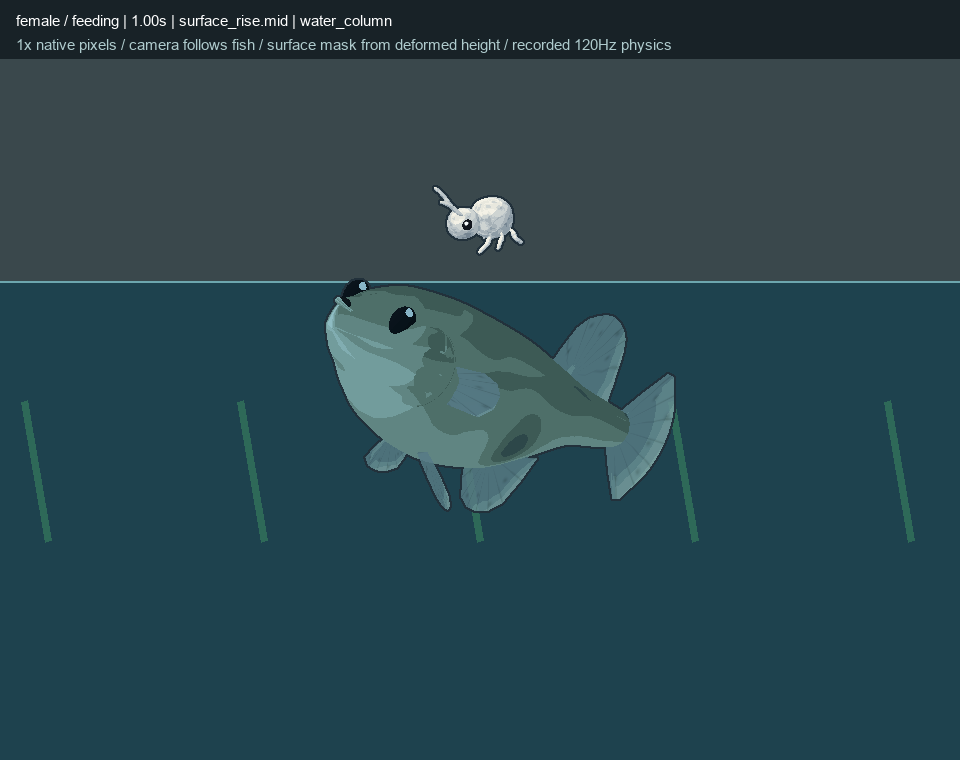 female / feeding | 1.00s | surface_rise.mid | water_column
1x native pixels / camera follows fish / surface mask from deformed height / recorded 120Hz physics